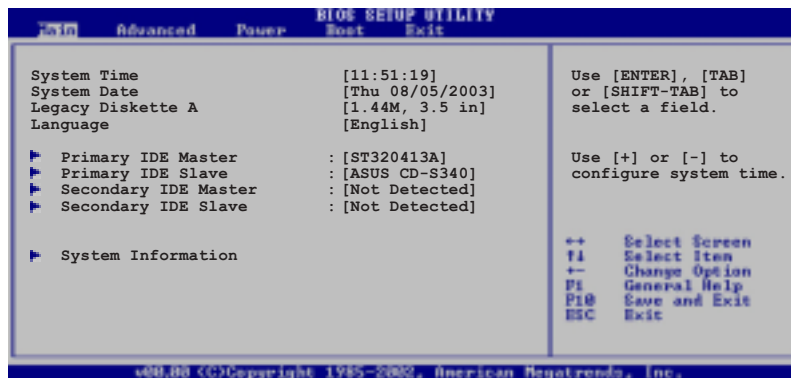 BIOS SETUP UTILITY
Main Advanced Power Boot Exit
System Time [11:51:19]
System Date [Thu 08/05/2003]
Legacy Diskette A [1.44M, 3.5 in]
Language [English]
Primary IDE Master :[ST320413A]
Primary IDE Slave :[ASUS CD-S340]
Secondary IDE Master :[Not Detected]
Secondary IDE Slave :[Not Detected]
System Information
Use [ENTER], [TAB]
or [SHIFT-TAB] to
select a field.
Use [+] or [-] to
configure system time.
↔ Select Screen
↑↓ Select Item
+- Change Option
F1 General Help
F10 Save and Exit
ESC Exit
v00.00 (C)Copyright 1985-2002, American Megatrends, Inc.